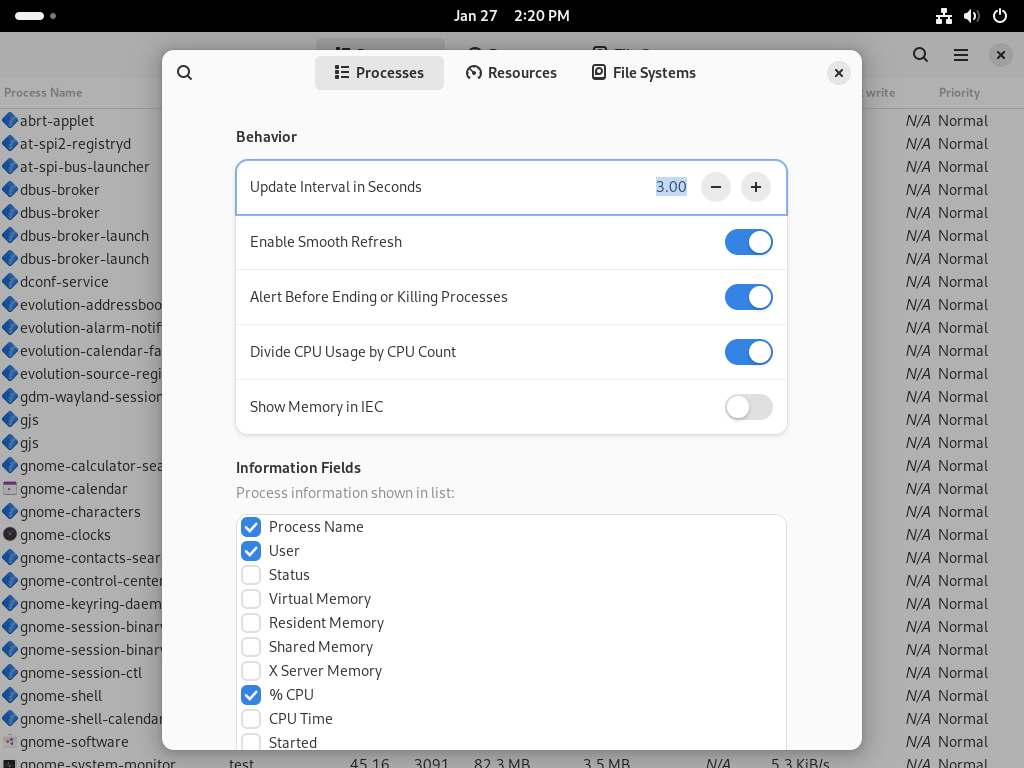 Jan 27 2:20 PM
Processes Resources File Systems
Process Name write Priority
Behavior
Update Interval in Seconds 3.00
Enable Smooth Refresh
Alert Before Ending or Killing Processes
Divide CPU Usage by CPU Count
Show Memory in IEC
Information Fields
Process information shown in list:
Process Name
User
Status
Virtual Memory
Resident Memory
Shared Memory
X Server Memory
% CPU
CPU Time
Started
abrt-applet N/A Normal
at-spi2-registryd N/A Normal
at-spi-bus-launcher N/A Normal
dbus-broker N/A Normal
dbus-broker N/A Normal
dbus-broker-launch N/A Normal
dbus-broker-launch N/A Normal
dconf-service N/A Normal
evolution-addressboo N/A Normal
evolution-alarm-notif N/A Normal
evolution-calendar-fa N/A Normal
evolution-source-regi N/A Normal
gdm-wayland-session N/A Normal
gjs N/A Normal
gjs N/A Normal
gnome-calculator-sea N/A Normal
gnome-calendar N/A Normal
gnome-characters N/A Normal
gnome-clocks N/A Normal
gnome-contacts-sear N/A Normal
gnome-control-center N/A Normal
gnome-keyring-daem N/A Normal
gnome-session-binary N/A Normal
gnome-session-binary N/A Normal
gnome-session-ctl N/A Normal
gnome-shell N/A Normal
gnome-shell-calendar N/A Normal
gnome-software N/A Normal
gnome-system-monitor test 45.16 3091 82.3 MB 3.5 MB N/A 5.3 KiB/s N/A Normal